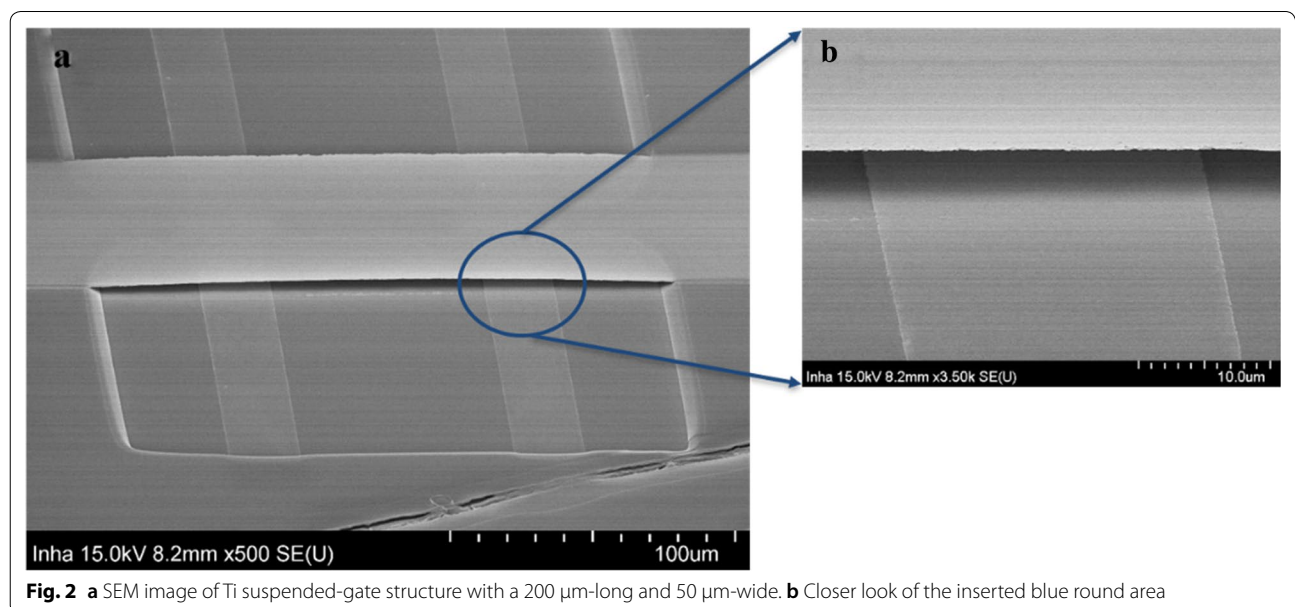 a
b
Inha 15.0kV 8.2mm x3.50k SE(U)
10.0um
Inha 15.0kV 8.2mm x500 SE(U)
100um
Fig. 2 a SEM image of Ti suspended-gate structure with a 200 µm-long and 50 µm-wide. b Closer look of the inserted blue round area